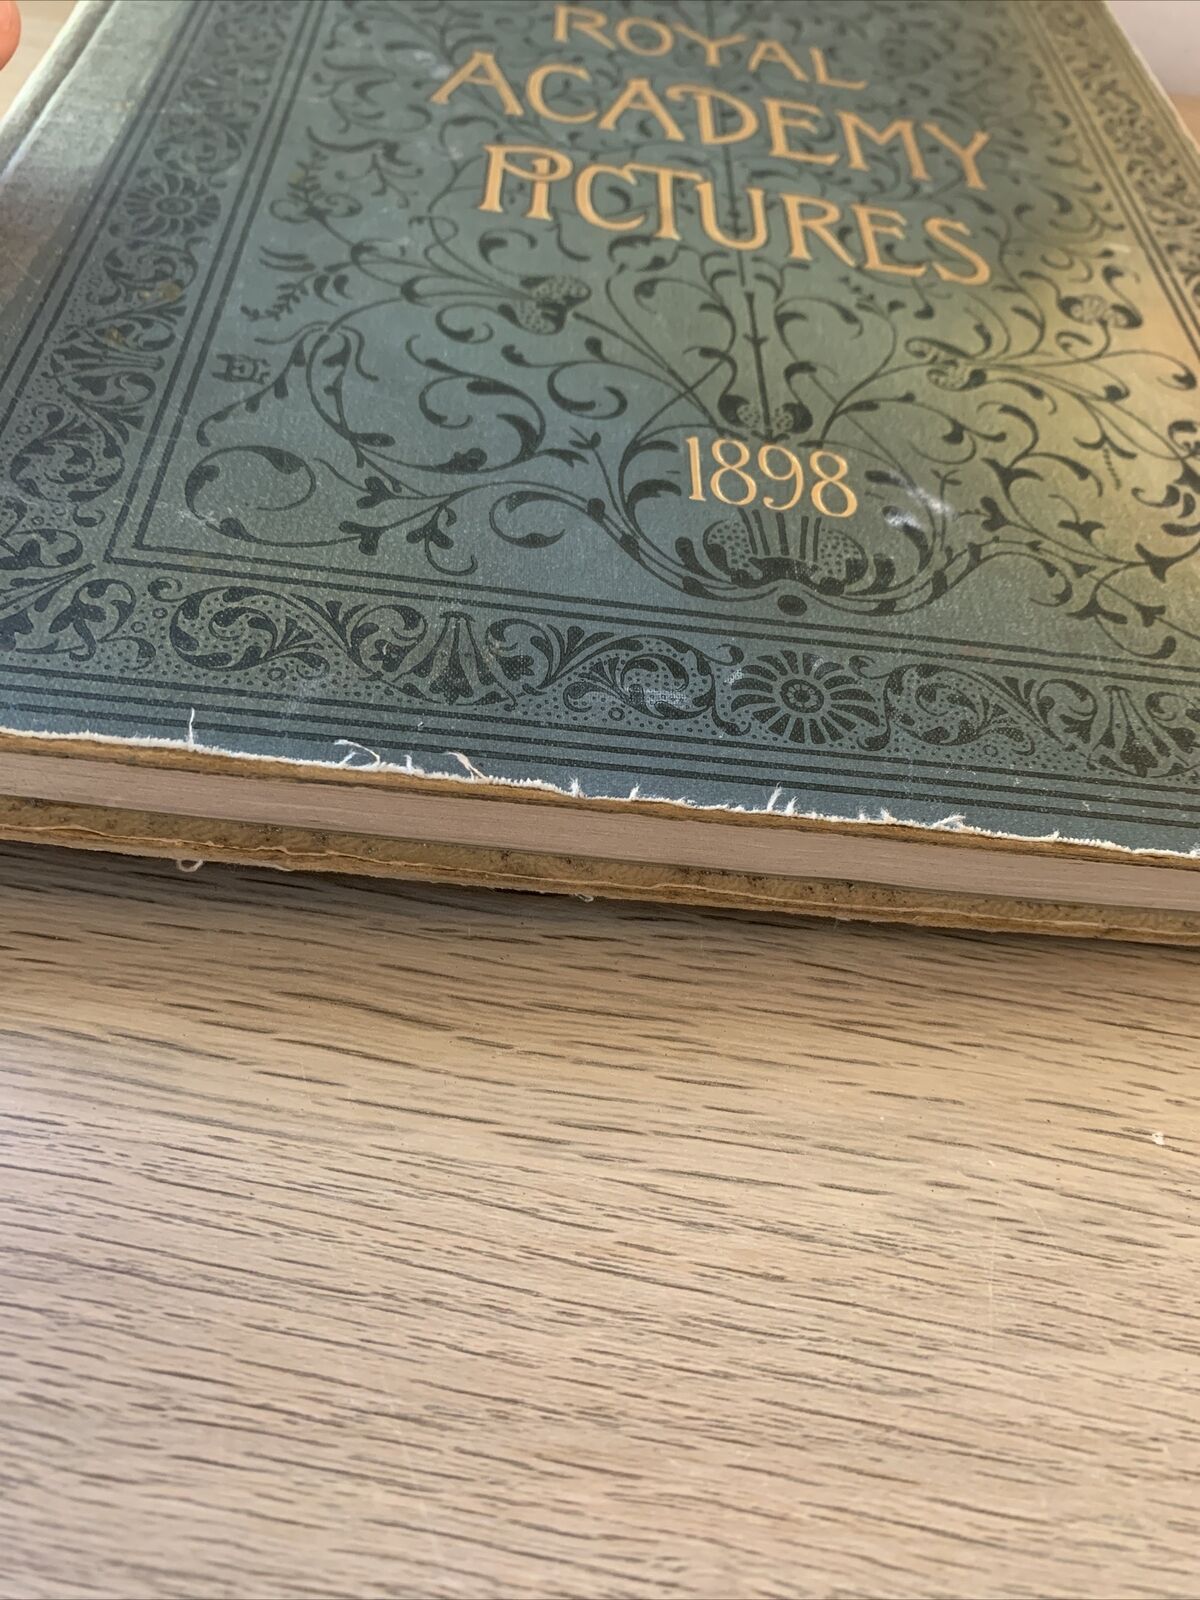 ROYAL
ACADEMY
PICTURES
1898